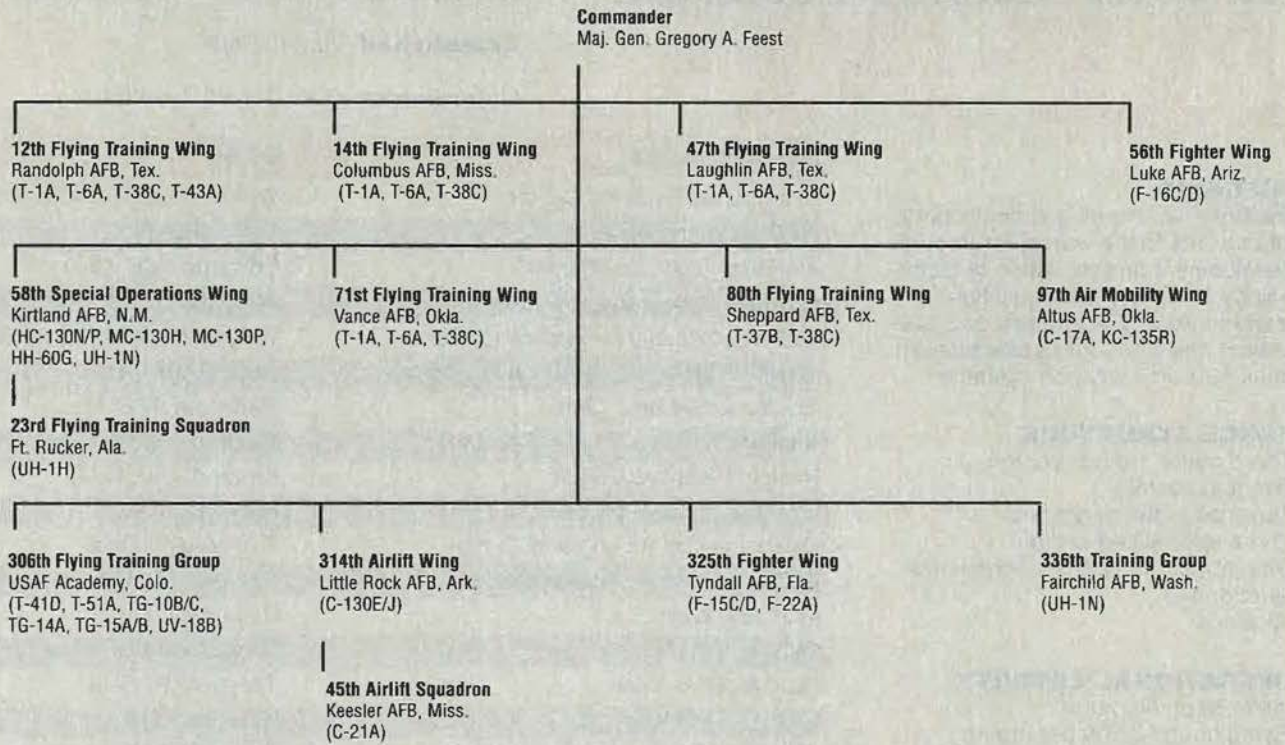 Commander
Maj. Gen. Gregory A. Feest
12th Flying Training Wing
Randolph AFB, Tex.
(T-1A, T-6A, T-38C, T-43A)
14th Flying Training Wing
Columbus AFB, Miss.
(T-1A, T-6A, T-38C)
47th Flying Training Wing
Laughlin AFB, Tex.
(T-1A, T-6A, T-38C)
56th Fighter Wing
Luke AFB, Ariz.
(F-16C/D)
58th Special Operations Wing
Kirtland AFB, N.M.
(HC-130N/P, MC-130H, MC-130P,
HH-60G, UH-1N)
23rd Flying Training Squadron
Ft. Rucker, Ala.
(UH-1H)
71st Flying Training Wing
Vance AFB, Okla.
(T-1A, T-6A, T-38C)
80th Flying Training Wing
Sheppard AFB, Tex.
(T-37B, T-38C)
97th Air Mobility Wing
Altus AFB, Okla.
(C-17A, KC-135R)
306th Flying Training Group
USAF Academy, Colo.
(T-41D, T-51A, TG-10B/C,
TG-14A, TG-15A/B, UV-18B)
314th Airlift Wing
Little Rock AFB, Ark.
(C-130E/J)
45th Airlift Squadron
Keesler AFB, Miss.
(C-21A)
325th Fighter Wing
Tyndall AFB, Fla.
(F-15C/D, F-22A)
336th Training Group
Fairchild AFB, Wash.
(UH-1N)